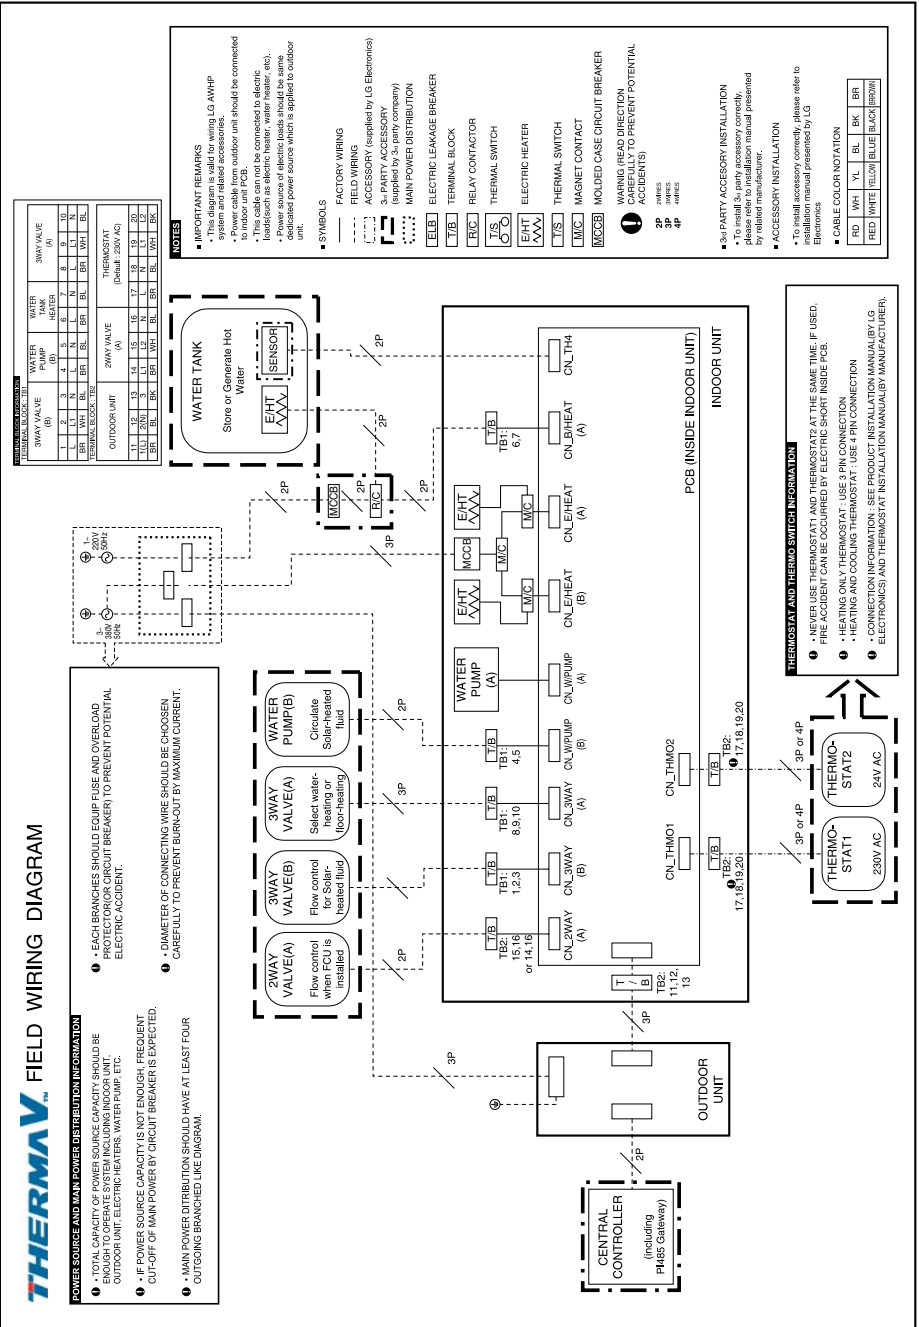 THERMAV™ FIELD WIRING DIAGRAM
POWER SOURCE AND MAIN POWER DISTRIBUTION INFORMATION
• TOTAL CAPACITY OF POWER SOURCE CAPACITY SHOULD BE
ENOUGH TO OPERATE SYSTEM INCLUDING INDOOR UNIT,
OUTDOOR UNIT, ELECTRIC HEATERS, WATER PUMP, ETC.
• IF POWER SOURCE CAPACITY IS NOT ENOUGH, FREQUENT
CUT-OFF OF MAIN POWER BY CIRCUIT BREAKER IS EXPECTED.
• MAIN POWER DITRIBUTION SHOULD HAVE AT LEAST FOUR
OUTGOING BRANCHED LIKE DIAGRAM.
• EACH BRANCHES SHOULD EQUIP FUSE AND OVERLOAD
PROTECTOR(OR CIRCUIT BREAKER) TO PREVENT POTENTIAL
ELECTRIC ACCIDENT.
• DIAMETER OF CONNECTING WIRE SHOULD BE CHOOSEN
CAREFULLY TO PREVENT BURN-OUT BY MAXIMUM CURRENT.
3~
380V
50Hz
1~
220V
50Hz
TERMINAL BLOCK INFORMATION
TERMINAL BLOCK : TB1
3WAY VALVE
(B)
WATER
PUMP
(B)
WATER
TANK
HEATER
3WAY VALVE
(A)
1 2 3 4 5 6 7 8 9 10
L L1 N L N L N L L1 N
BR WH BL BR BL BR BL BR WH BL
TERMINAL BLOCK : TB2
OUTDOOR UNIT
2WAY VALVE
(A)
THERMOSTAT
(Default : 230V AC)
11 12 13 14 15 16 17 18 19 20
1(L) 2(N) 3 L1 L2 N L N L1 L2
BR BL BK BR WH BL BR BL WH BK
NOTES
■ IMPORTANT REMARKS
• This diagram is valid for wiring LG AWHP
system and related accessories.
• Power cable from outdoor unit should be connected
to indoor unit PCB.
• This cable can not be connected to electric
loads(such as electric heater, water heater, etc).
• Power source of electric loads should be same
dedicated power source which is applied to outdoor
unit.
■ SYMBOLS
FACTORY WIRING
FIELD WIRING
ACCESSORY (supplied by LG Electronics)
3rd PARTY ACCESSORY
(supplied by 3rd party company)
MAIN POWER DISTRIBUTION
ELB ELECTRIC LEAKAGE BREAKER
T/B TERMINAL BLOCK
R/C RELAY CONTACTOR
T/S THERMAL SWITCH
E/HT ELECTRIC HEATER
T/S THERMAL SWITCH
M/C MAGNET CONTACT
MCCB MOLDED CASE CIRCUIT BREAKER
WARNIG (READ DIRECTION
CAREFULLY TO PREVENT POTENTIAL
ACCIDENTS)
2P 2WIRES
3P 3WIRES
4P 4WIRES
■ 3rd PARTY ACCESSORY INSTALLATION
• To install 3rd party accessory correctly,
please refer to installation manual presented
by related manufacturer.
■ ACCESSORY INSTALLATION
• To install accessory correctly, please refer to
installation manual presented by LG
Electronics
■ CABLE COLOR NOTATION
RD WH YL BL BK BR
RED WHITE YELLOW BLUE BLACK BROWN
WATER TANK
Store or Generate Hot
Water
E/HT
SENSOR
2P
2P
2P
MCCB
2P
R/C
2P
3P
2WAY
VALVE(A)
Flow control
when FCU is
installed
3WAY
VALVE(B)
Flow control
for Solar-
heated fluid
3WAY
VALVE(A)
Select water-
heating or
floor-heating
WATER
PUMP(B)
Circulate
Solar-heated
fluid
2P
3P
2P
3P
T/B
TB2:
15,16
or 14,16
CN_2WAY
(A)
T/B
TB1:
1,2,3
CN_3WAY
(B)
T/B
TB1:
8,9,10
CN_3WAY
(A)
T/B
TB1:
4,5
CN_W/PUMP
(B)
WATER
PUMP
(A)
CN_W/PUMP
(A)
E/HT
MCCB
E/HT
M/C
M/C
M/C
CN_E/HEAT
(B)
CN_E/HEAT
(A)
T/B
TB1:
6,7
CN_B/HEAT
(A)
CN_TH4
PCB (INSIDE INDOOR UNIT)
INDOOR UNIT
T
/
B
TB2:
11,12,
13
3P
OUTDOOR
UNIT
2P
CENTRAL
CONTROLLER
(including
PI485 Gateway)
CN_THMO1
T/B
TB2:
17,18,19,20
CN_THMO2
T/B
TB2:
17,18,19,20
3P or 4P
3P or 4P
THERMO-
STAT1
230V AC
THERMO-
STAT2
24V AC
THERMOSTAT AND THERMO SWITCH INFORMATION
• NEVER USE THERMOSTAT1 AND THERMOSTAT2 AT THE SAME TIME. IF USED,
FIRE ACCIDENT CAN BE OCCURRED BY ELECTRIC SHORT INSIDE PCB.
• HEATING ONLY THERMOSTAT : USE 3 PIN CONNECTION
• HEATING AND COOLING THERMOSTAT : USE 4 PIN CONNECTION
• CONNECTION INFORMATION : SEE PRODUCT INSTALLATION MANUAL(BY LG
ELECTRONICS) AND THERMOSTAT INSTALLATION MANUAL(BY MANUFACTURER).